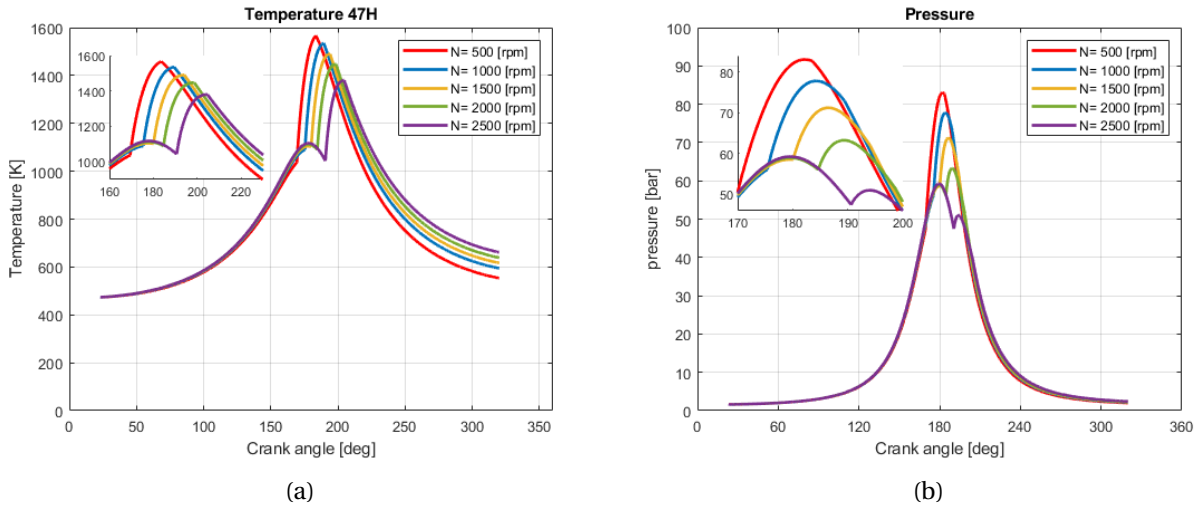 Temperature 47H
1600
1400
1200
1000
800
600
400
200
0
Temperature [K]
0 50 100 150 200 250 300 350
Crank angle [deg]
1600
1400
1200
1000
160 180 200 220
N= 500 [rpm]
N= 1000 [rpm]
N= 1500 [rpm]
N= 2000 [rpm]
N= 2500 [rpm]
(a)
Pressure
100
90
80
70
60
50
40
30
20
10
0
pressure [bar]
0 60 120 180 240 300 360
Crank angle [deg]
80
70
60
50
170 180 190 200
N= 500 [rpm]
N= 1000 [rpm]
N= 1500 [rpm]
N= 2000 [rpm]
N= 2500 [rpm]
(b)